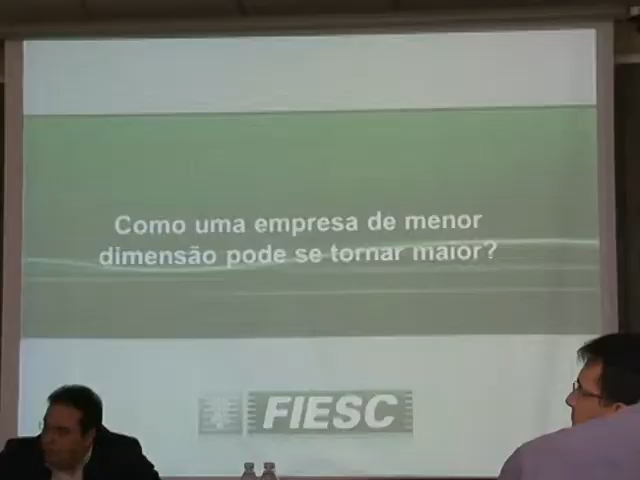 Como uma empresa de menor
dimensão pode se tornar maior?
FIESC